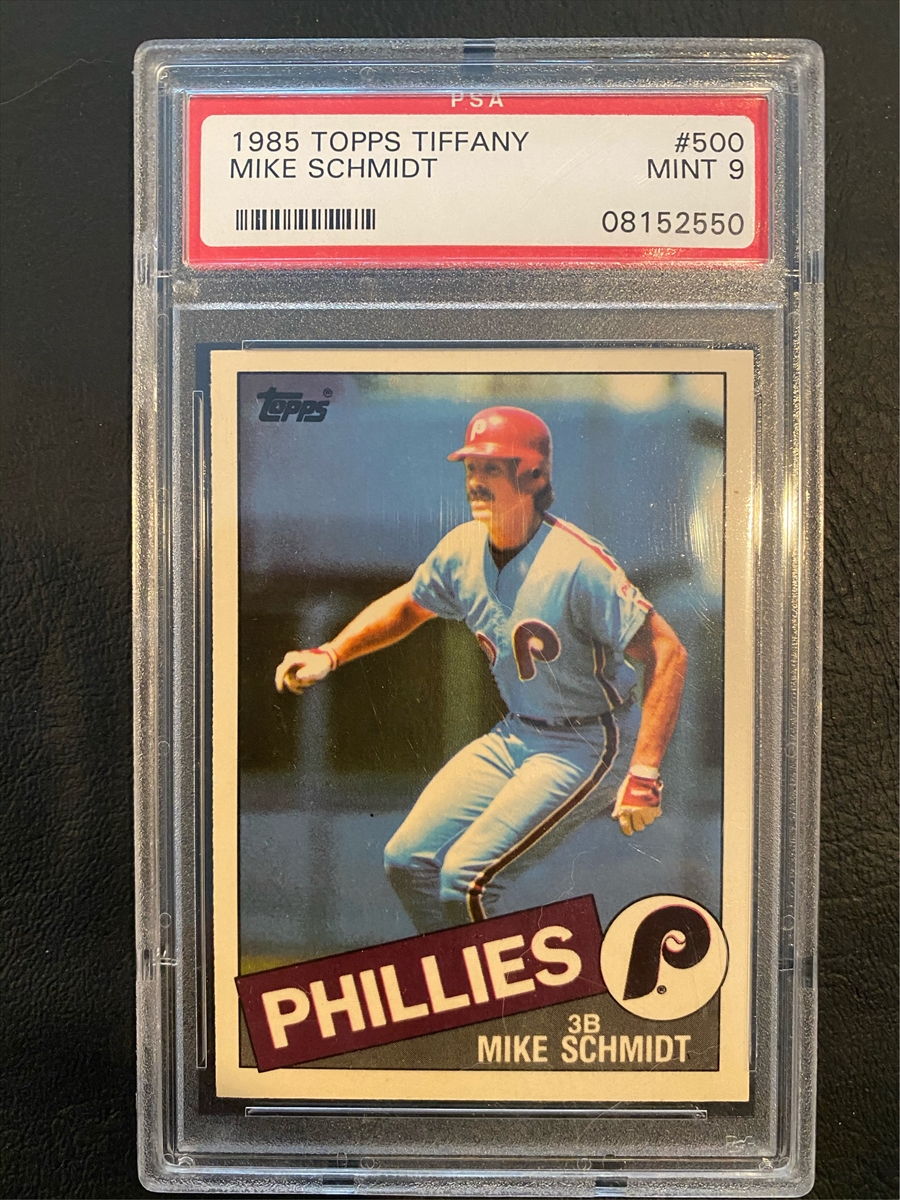 PSA
1985 TOPPS TIFFANY #500
MIKE SCHMIDT MINT 9
08152550
Topps®
P
P
PHILLIES
P®
3B
MIKE SCHMIDT